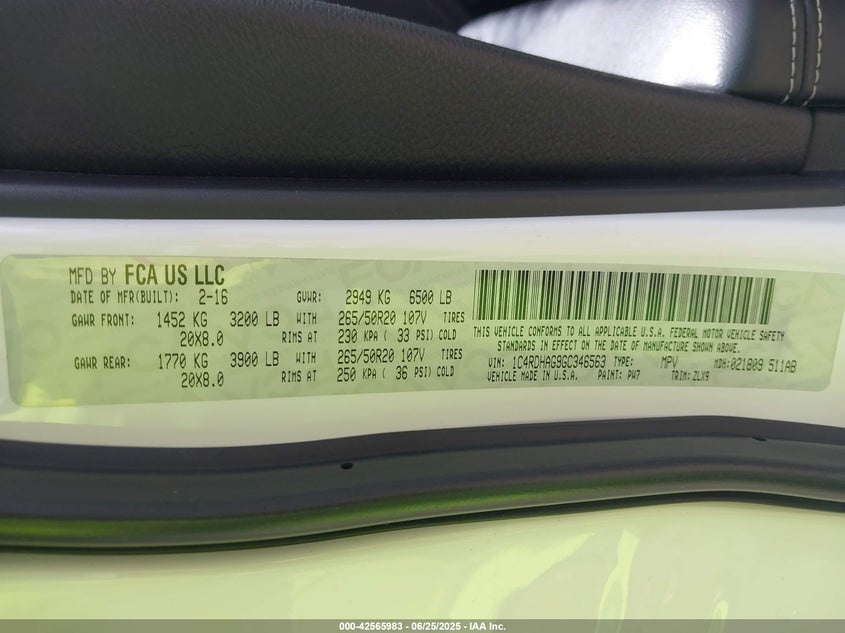 MFD BY FCA US LLC
DATE OF MFR(BUILT): 2-16 GVWR: 2949 KG 6500 LB
GAWR FRONT: 1452 KG 3200 LB WITH 265/50R20 107V TIRES
20X8.0 RIMS AT 230 KPA ( 33 PSI) COLD
GAWR REAR: 1770 KG 3900 LB WITH 265/50R20 107V TIRES
20X8.0 RIMS AT 250 KPA ( 36 PSI) COLD
THIS VEHICLE CONFORMS TO ALL APPLICABLE U.S.A. FEDERAL MOTOR VEHICLE SAFETY
STANDARDS IN EFFECT ON THE DATE OF MANUFACTURE SHOWN ABOVE.
VIN: 1C4RDHAG9GC346563 TYPE: MPV MDH:021809 511AB
VEHICLE MADE IN U.S.A. PAINT: PW7 TRIM: ZLX9
000-42565983 / 06/25/2025 - IAA Inc.